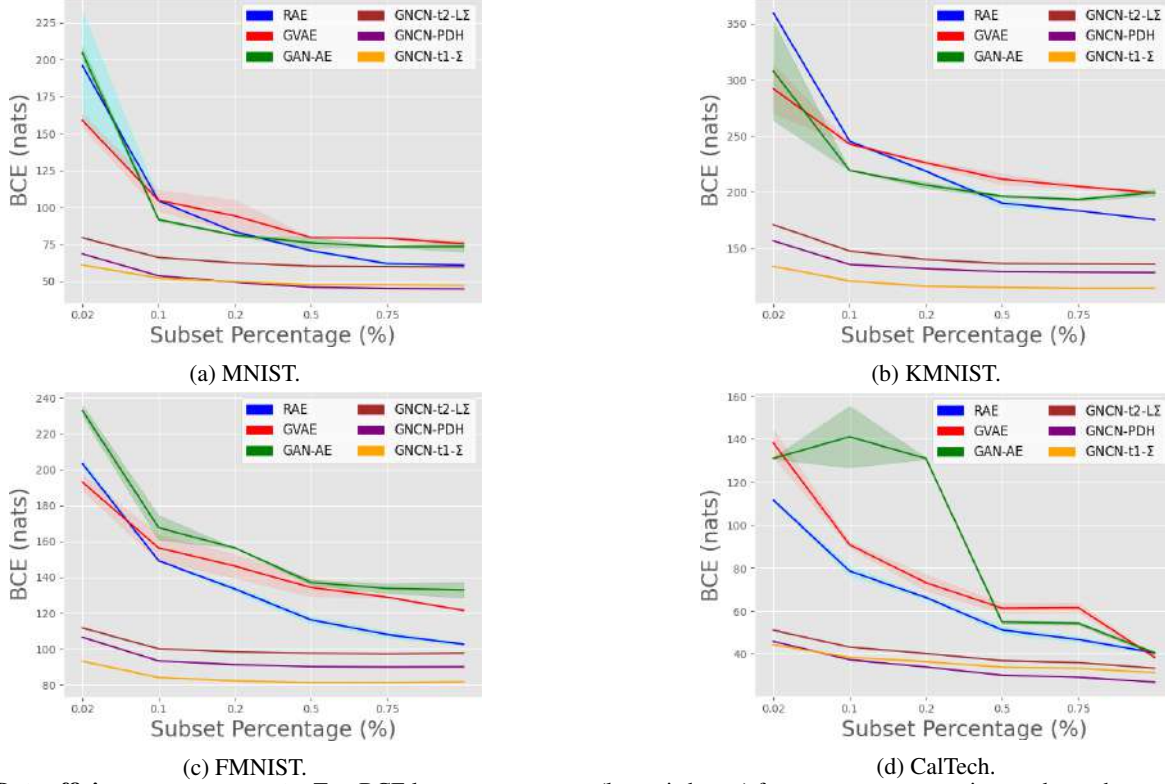 RAE
GVAE
GAN-AE
GNCN-t2-LΣ
GNCN-PDH
GNCN-t1-Σ
225
200
175
150
125
100
75
50
BCE (nats)
0.02
0.1
0.2
0.5
0.75
Subset Percentage (%)
(a) MNIST.
RAE
GVAE
GAN-AE
GNCN-t2-LΣ
GNCN-PDH
GNCN-t1-Σ
350
300
250
200
150
BCE (nats)
0.02
0.1
0.2
0.5
0.75
Subset Percentage (%)
(b) KMNIST.
RAE
GVAE
GAN-AE
GNCN-t2-LΣ
GNCN-PDH
GNCN-t1-Σ
240
220
200
180
160
140
120
100
80
BCE (nats)
0.02
0.1
0.2
0.5
0.75
Subset Percentage (%)
(c) FMNIST.
RAE
GVAE
GAN-AE
GNCN-t2-LΣ
GNCN-PDH
GNCN-t1-Σ
160
140
120
100
80
60
40
BCE (nats)
0.02
0.1
0.2
0.5
0.75
Subset Percentage (%)
(d) CalTech.